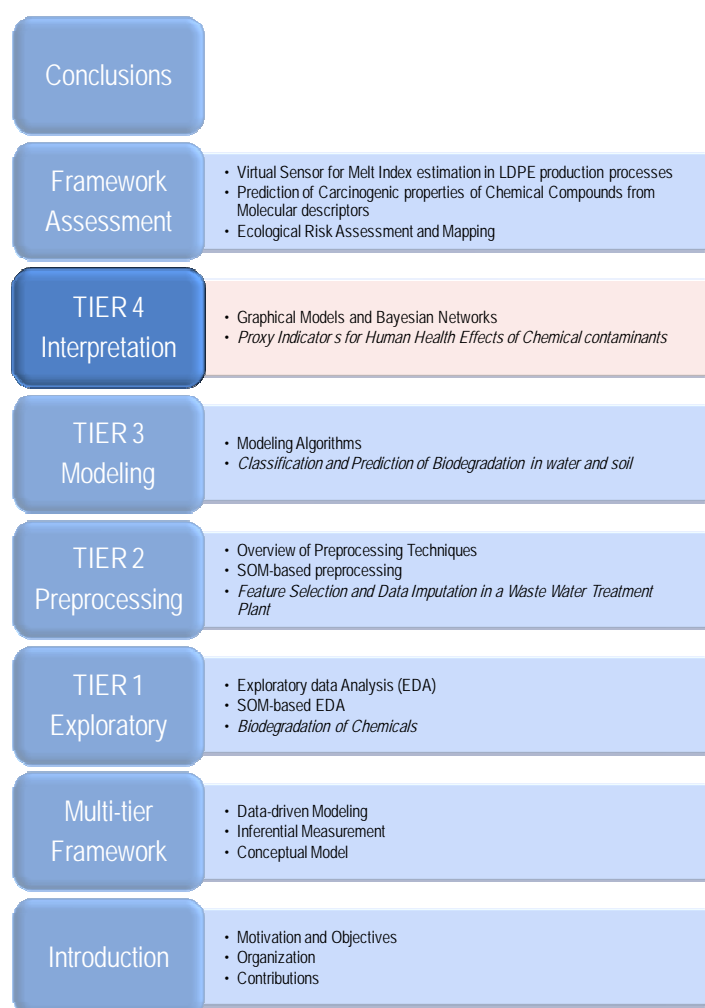 Conclusions
Framework
Assessment
• Virtual Sensor for Melt Index estimation in LDPE production processes
• Prediction of Carcinogenic properties of Chemical Compounds from
Molecular descriptors
• Ecological Risk Assessment and Mapping
TIER 4
Interpretation
• Graphical Models and Bayesian Networks
• Proxy Indicator s for Human Health Effects of Chemical contaminants
TIER 3
Modeling
• Modeling Algorithms
• Classification and Prediction of Biodegradation in water and soil
TIER 2
Preprocessing
• Overview of Preprocessing Techniques
• SOM-based preprocessing
• Feature Selection and Data Imputation in a Waste Water Treatment
Plant
TIER 1
Exploratory
• Exploratory data Analysis (EDA)
• SOM-based EDA
• Biodegradation of Chemicals
Multi-tier
Framework
• Data-driven Modeling
• Inferential Measurement
• Conceptual Model
Introduction
• Motivation and Objectives
• Organization
• Contributions